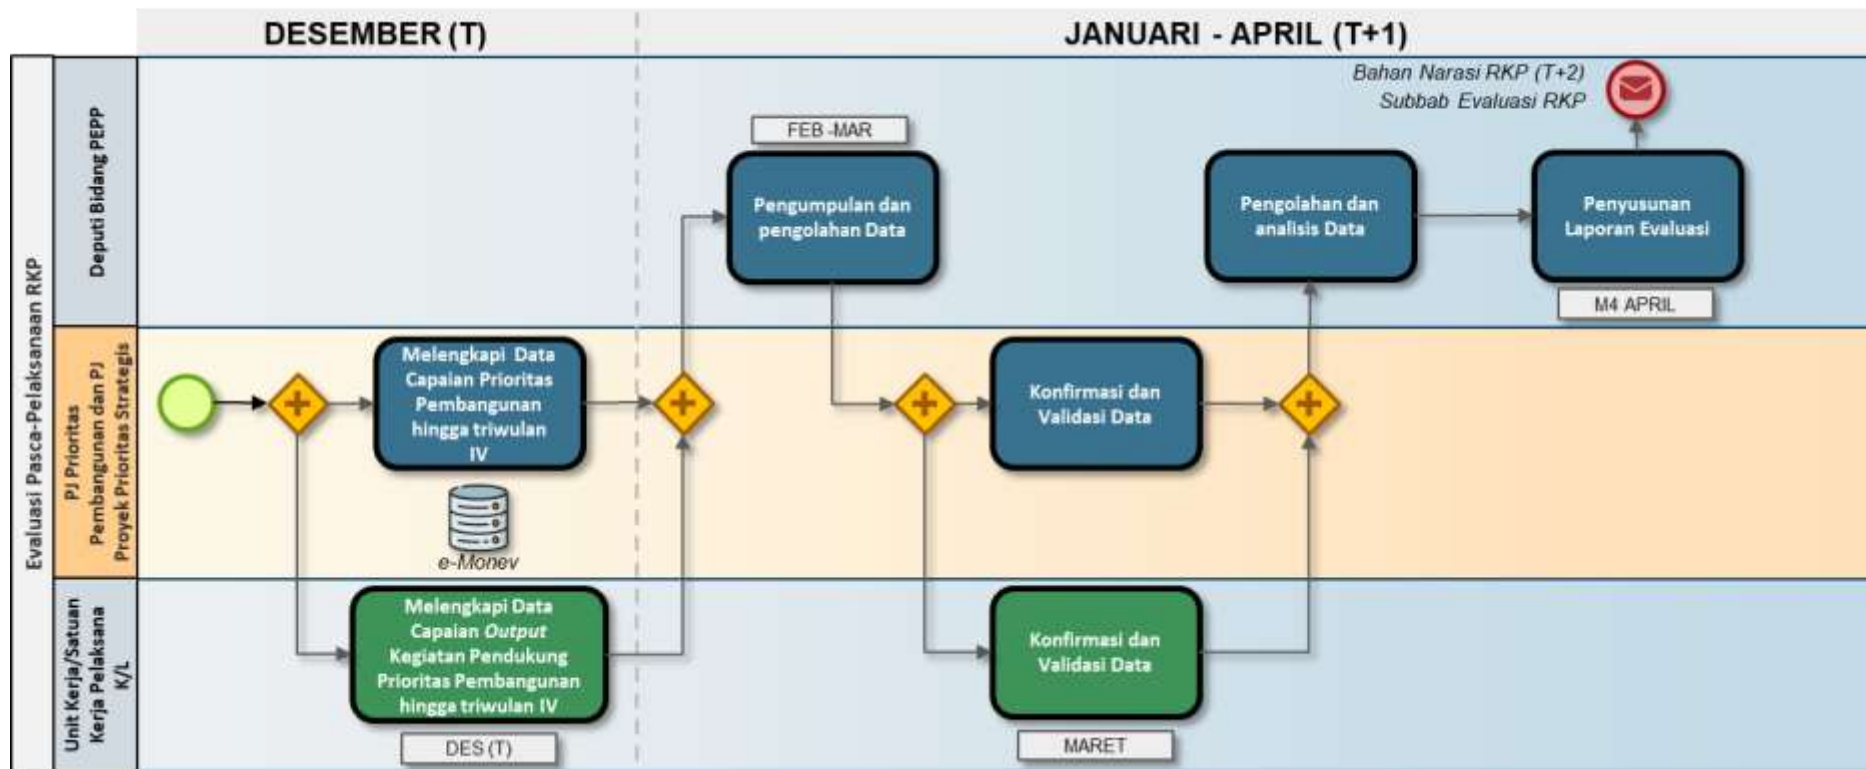 DESEMBER (T)
JANUARI - APRIL (T+1)
Evaluasi Pasca-Pelaksanaan RKP
Deputi Bidang PEPP
Bahan Narasi RKP (T+2)
Subbab Evaluasi RKP
FEB -MAR
Pengumpulan dan
pengolahan Data
Pengolahan dan
analisis Data
Penyusunan
Laporan Evaluasi
M4 APRIL
PJ Prioritas
Pembangunan dan PJ
Proyek Prioritas Strategis
Melengkapi Data
Capaian Prioritas
Pembangunan
hingga triwulan
IV
e-Monev
Konfirmasi dan
Validasi Data
Unit Kerja/Satuan
Kerja Pelaksana
K/L
Melengkapi Data
Capaian Output
Kegiatan Pendukung
Prioritas Pembangunan
hingga triwulan IV
DES (T)
Konfirmasi dan
Validasi Data
MARET